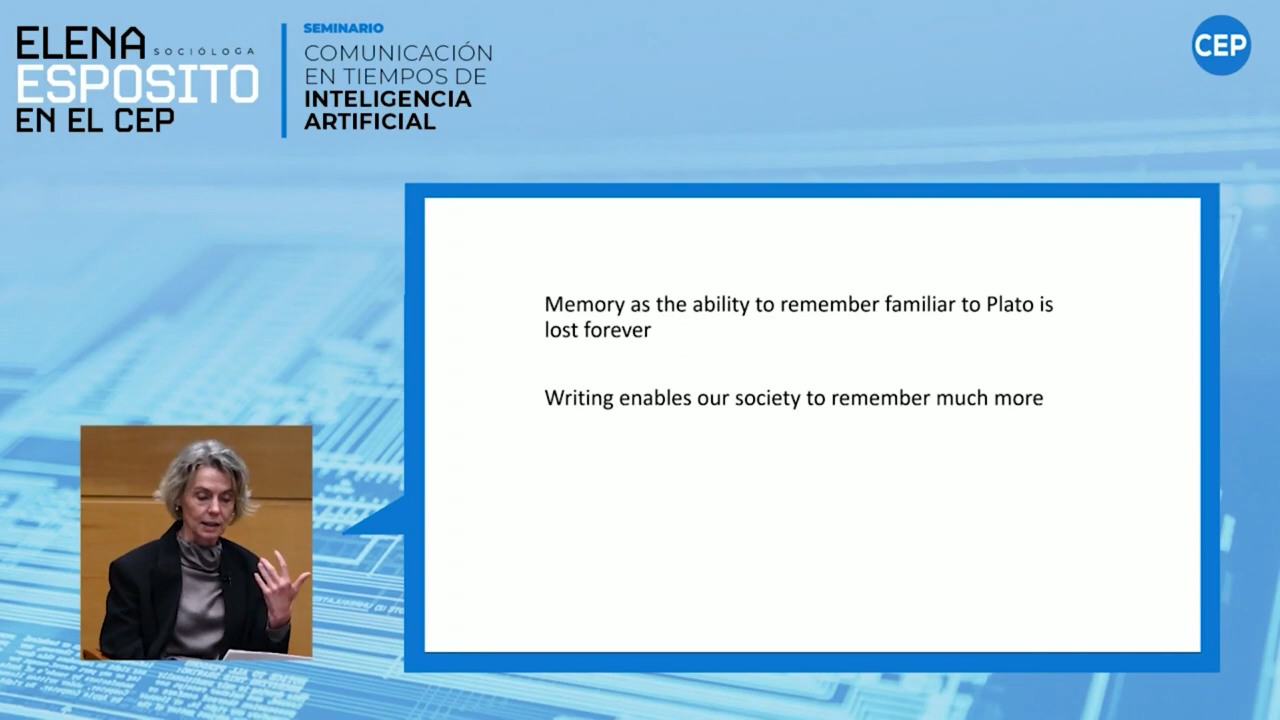 ELENA SOCIÓLOGA
ESPOSITO
EN EL CEP
SEMINARIO
COMUNICACIÓN
EN TIEMPOS DE
INTELIGENCIA
ARTIFICIAL
CEP
Memory as the ability to remember familiar to Plato is
lost forever
Writing enables our society to remember much more